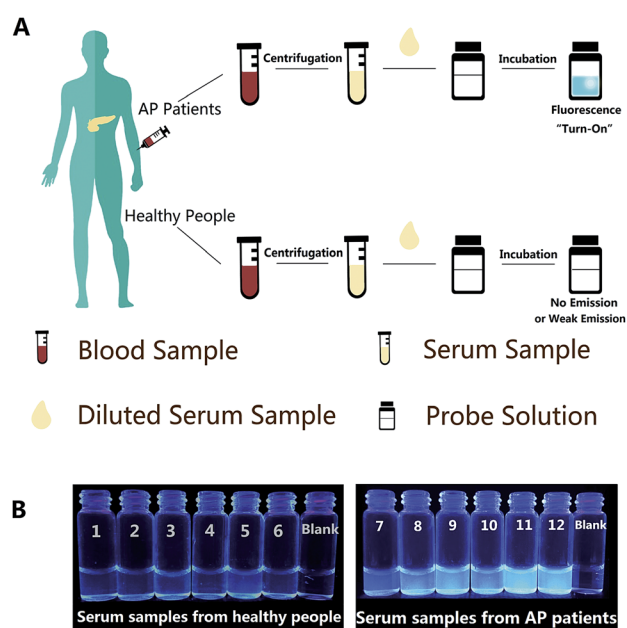 A
AP Patients
Centrifugation
Incubation
Fluorescence
“Turn-On”
Healthy People
Centrifugation
Incubation
No Emission
or Weak Emission
Blood Sample
Serum Sample
Diluted Serum Sample
Probe Solution
B
1 2 3 4 5 6 Blank
Serum samples from healthy people
7 8 9 10 11 12 Blank
Serum samples from AP patients